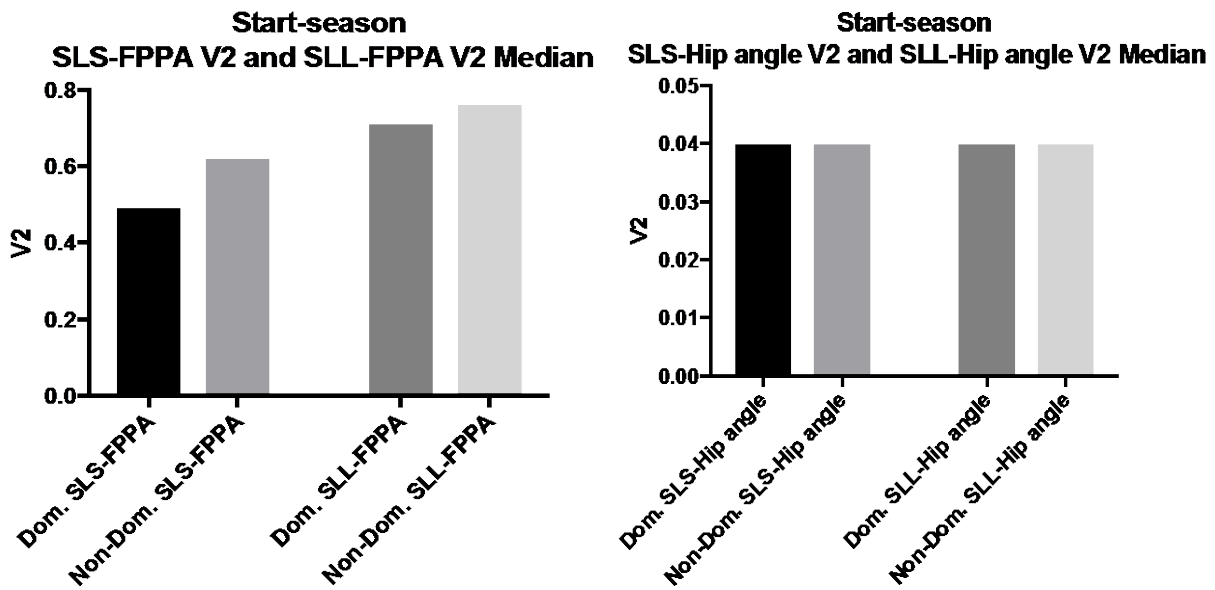 Start-season
SLS-FPPA V2 and SLL-FPPA V2 Median
0.8
0.6
0.4
0.2
0.0
V2
Dom. SLS-FPPA
Non-Dom. SLS-FPPA
Dom. SLL-FPPA
Non-Dom. SLL-FPPA
Start-season
SLS-Hip angle V2 and SLL-Hip angle V2 Median
0.05
0.04
0.03
0.02
0.01
0.00
V2
Dom. SLS-Hip angle
Non-Dom. SLS-Hip angle
Dom. SLL-Hip angle
Non-Dom. SLL-Hip angle